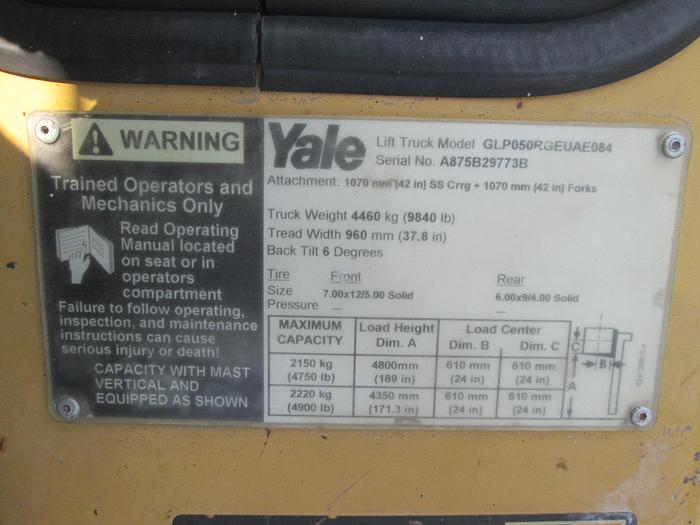 WARNING
Trained Operators and
Mechanics Only
Read Operating
Manual located
on seat or in
operators
compartment
Failure to follow operating,
inspection, and maintenance
instructions can cause
serious injury or death!
CAPACITY WITH MAST
VERTICAL AND
EQUIPPED AS SHOWN
Yale
Lift Truck Model GLP050RGEUAE084
Serial No. A875B29773B
Attachment: 1070 mm (42 in) SS Crrg + 1070 mm (42 in) Forks
Truck Weight 4460 kg (9840 lb)
Tread Width 960 mm (37.8 in)
Back Tilt 6 Degrees
Tire Front Rear
Size 7.00x12/5.00 Solid 6.00x9/4.00 Solid
Pressure — —
MAXIMUM CAPACITY Load Height Dim. A Load Center Dim. B Dim. C
2150 kg 4800mm 610 mm 610 mm
(4750 lb) (189 in) (24 in) (24 in)
2220 kg 4350 mm 610 mm 610 mm
(4900 lb) (171.3 in) (24 in) (24 in)
C
B
A